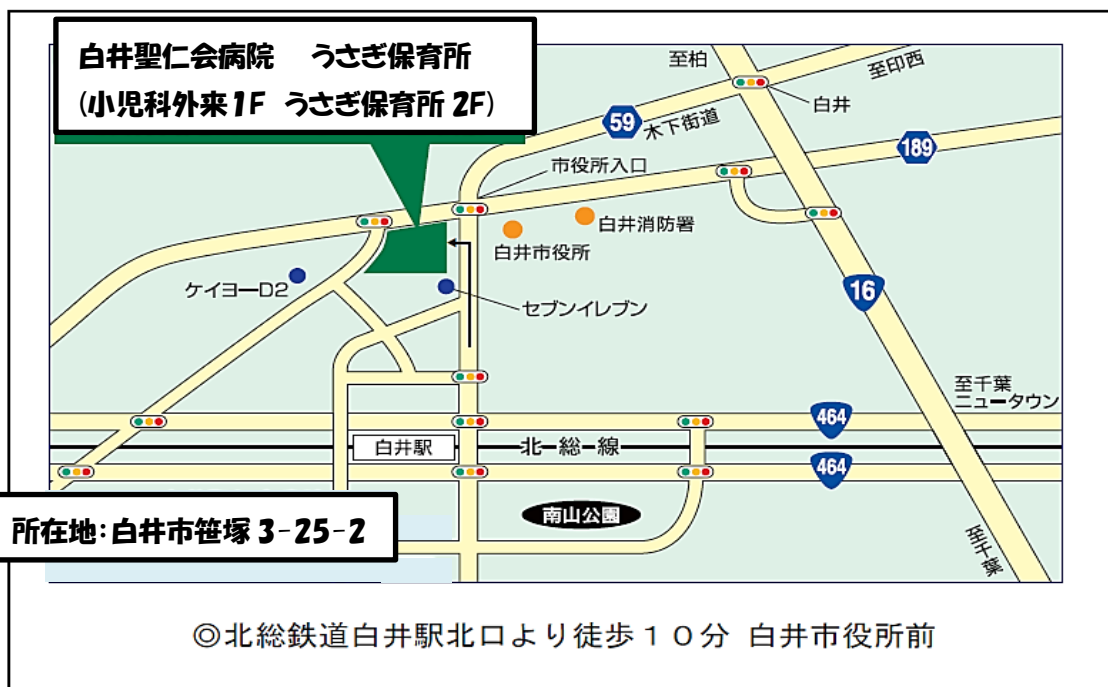 白井聖仁会病院　うさぎ保育所
(小児科外来1F うさぎ保育所2F)
至柏
至印西
白井
59
木下街道
189
市役所入口
白井消防署
白井市役所
ケイヨーD2
セブンイレブン
16
至千葉
ニュータウン
464
白井駅
北総線
464
南山公園
所在地:白井市笹塚3-25-2
至千葉
◎北総鉄道白井駅北口より徒歩１０分 白井市役所前